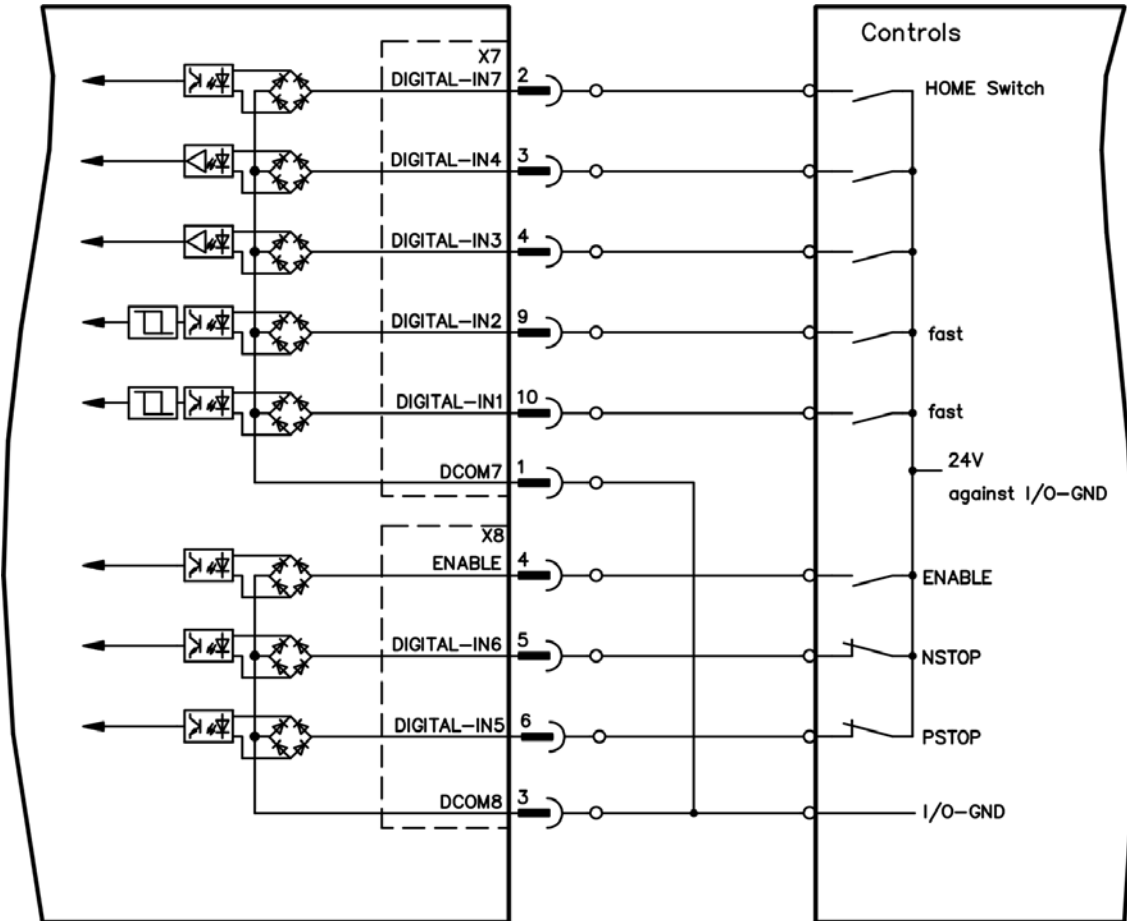 Controls
X7
DIGITAL-IN7 2 HOME Switch
DIGITAL-IN4 3
DIGITAL-IN3 4
DIGITAL-IN2 9 fast
DIGITAL-IN1 10 fast
24V
DCOM7 1
against I/O-GND
X8
ENABLE 4 ENABLE
DIGITAL-IN6 5 NSTOP
DIGITAL-IN5 6 PSTOP
DCOM8 3 I/O-GND